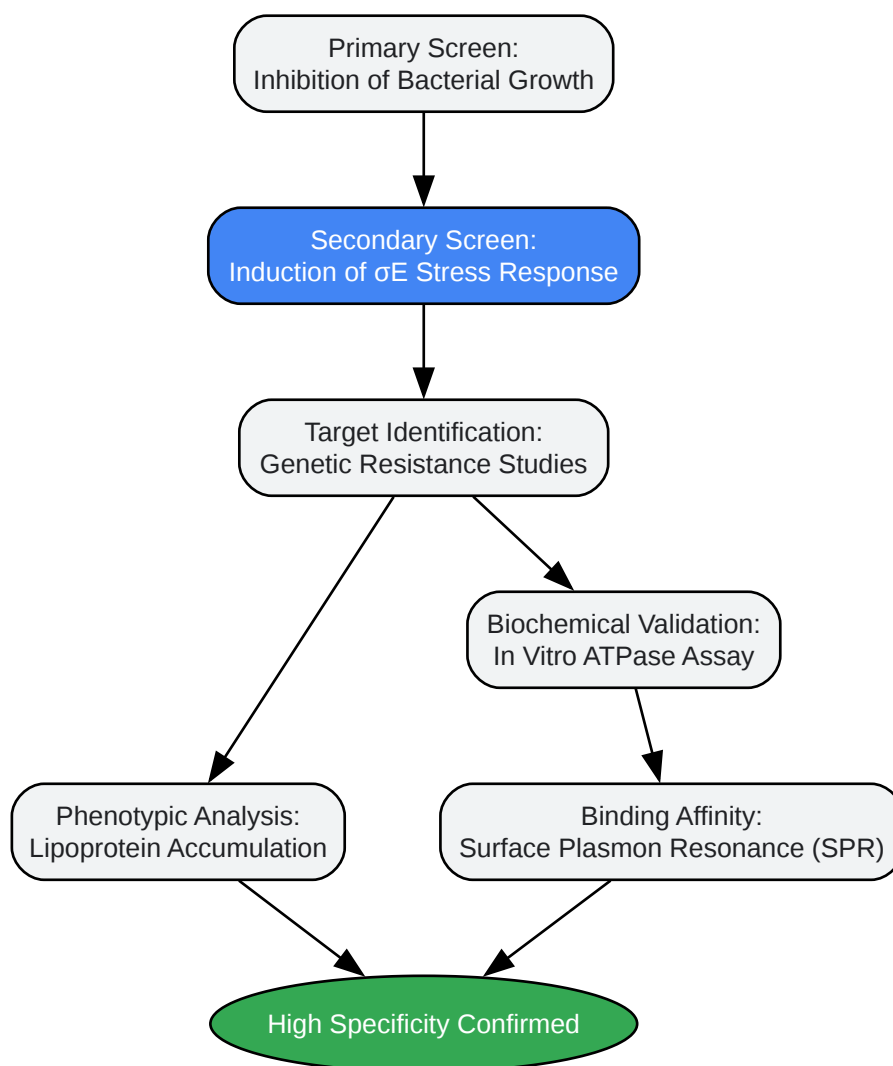 Primary Screen:
Inhibition of Bacterial Growth
Secondary Screen:
Induction of σE Stress Response
Target Identification:
Genetic Resistance Studies
Biochemical Validation:
In Vitro ATPase Assay
Phenotypic Analysis:
Lipoprotein Accumulation
Binding Affinity:
Surface Plasmon Resonance (SPR)
High Specificity Confirmed